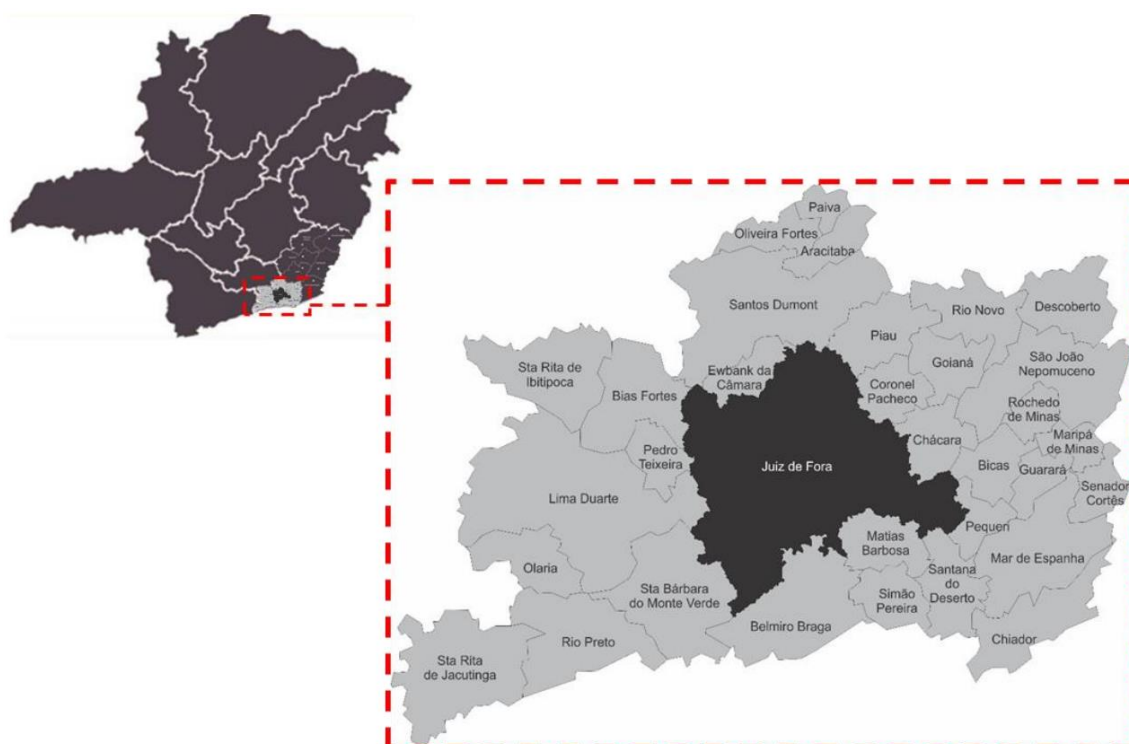 Paiva
Oliveira Fortes
Aracitaba
Santos Dumont
Rio Novo
Descoberto
Piau
Goianá
São João
Nepomuceno
Sta Rita de
Ibitipoca
Bias Fortes
Ewbank da
Câmara
Coronel
Pacheco
Rochedo
de Minas
Chácara
Maripá
de Minas
Pedro
Teixeira
Juiz de Fora
Bicas
Guarará
Senador
Cortês
Lima Duarte
Pequeri
Matias
Barbosa
Mar de Espanha
Olaria
Santana
do
Deserto
Sta Bárbara
do Monte Verde
Simão
Pereira
Belmiro Braga
Chiador
Rio Preto
Sta Rita
de Jacutinga